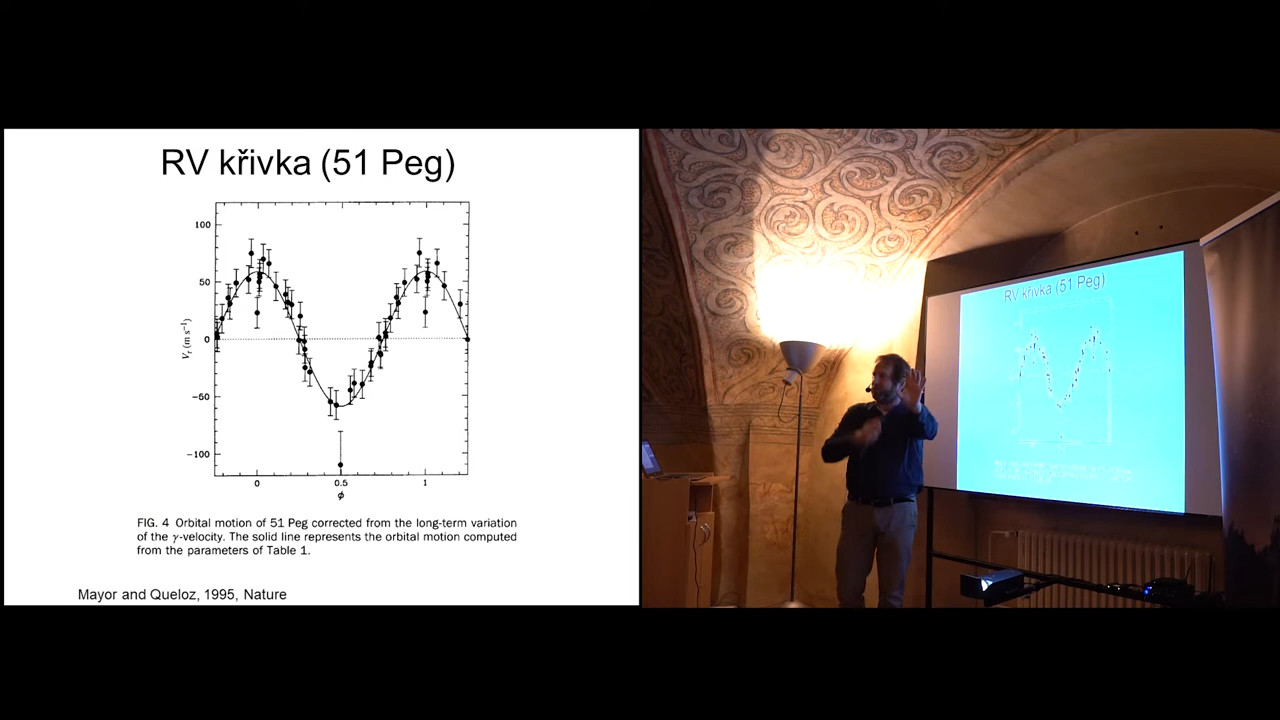 RV křivka (51 Peg)
100
50
0
−50
−100
V_r (m s⁻¹)
0
0.5
1
ϕ
FIG. 4 Orbital motion of 51 Peg corrected from the long-term variation
of the γ-velocity. The solid line represents the orbital motion computed
from the parameters of Table 1.
Mayor and Queloz, 1995, Nature
RV křivka (51 Peg)